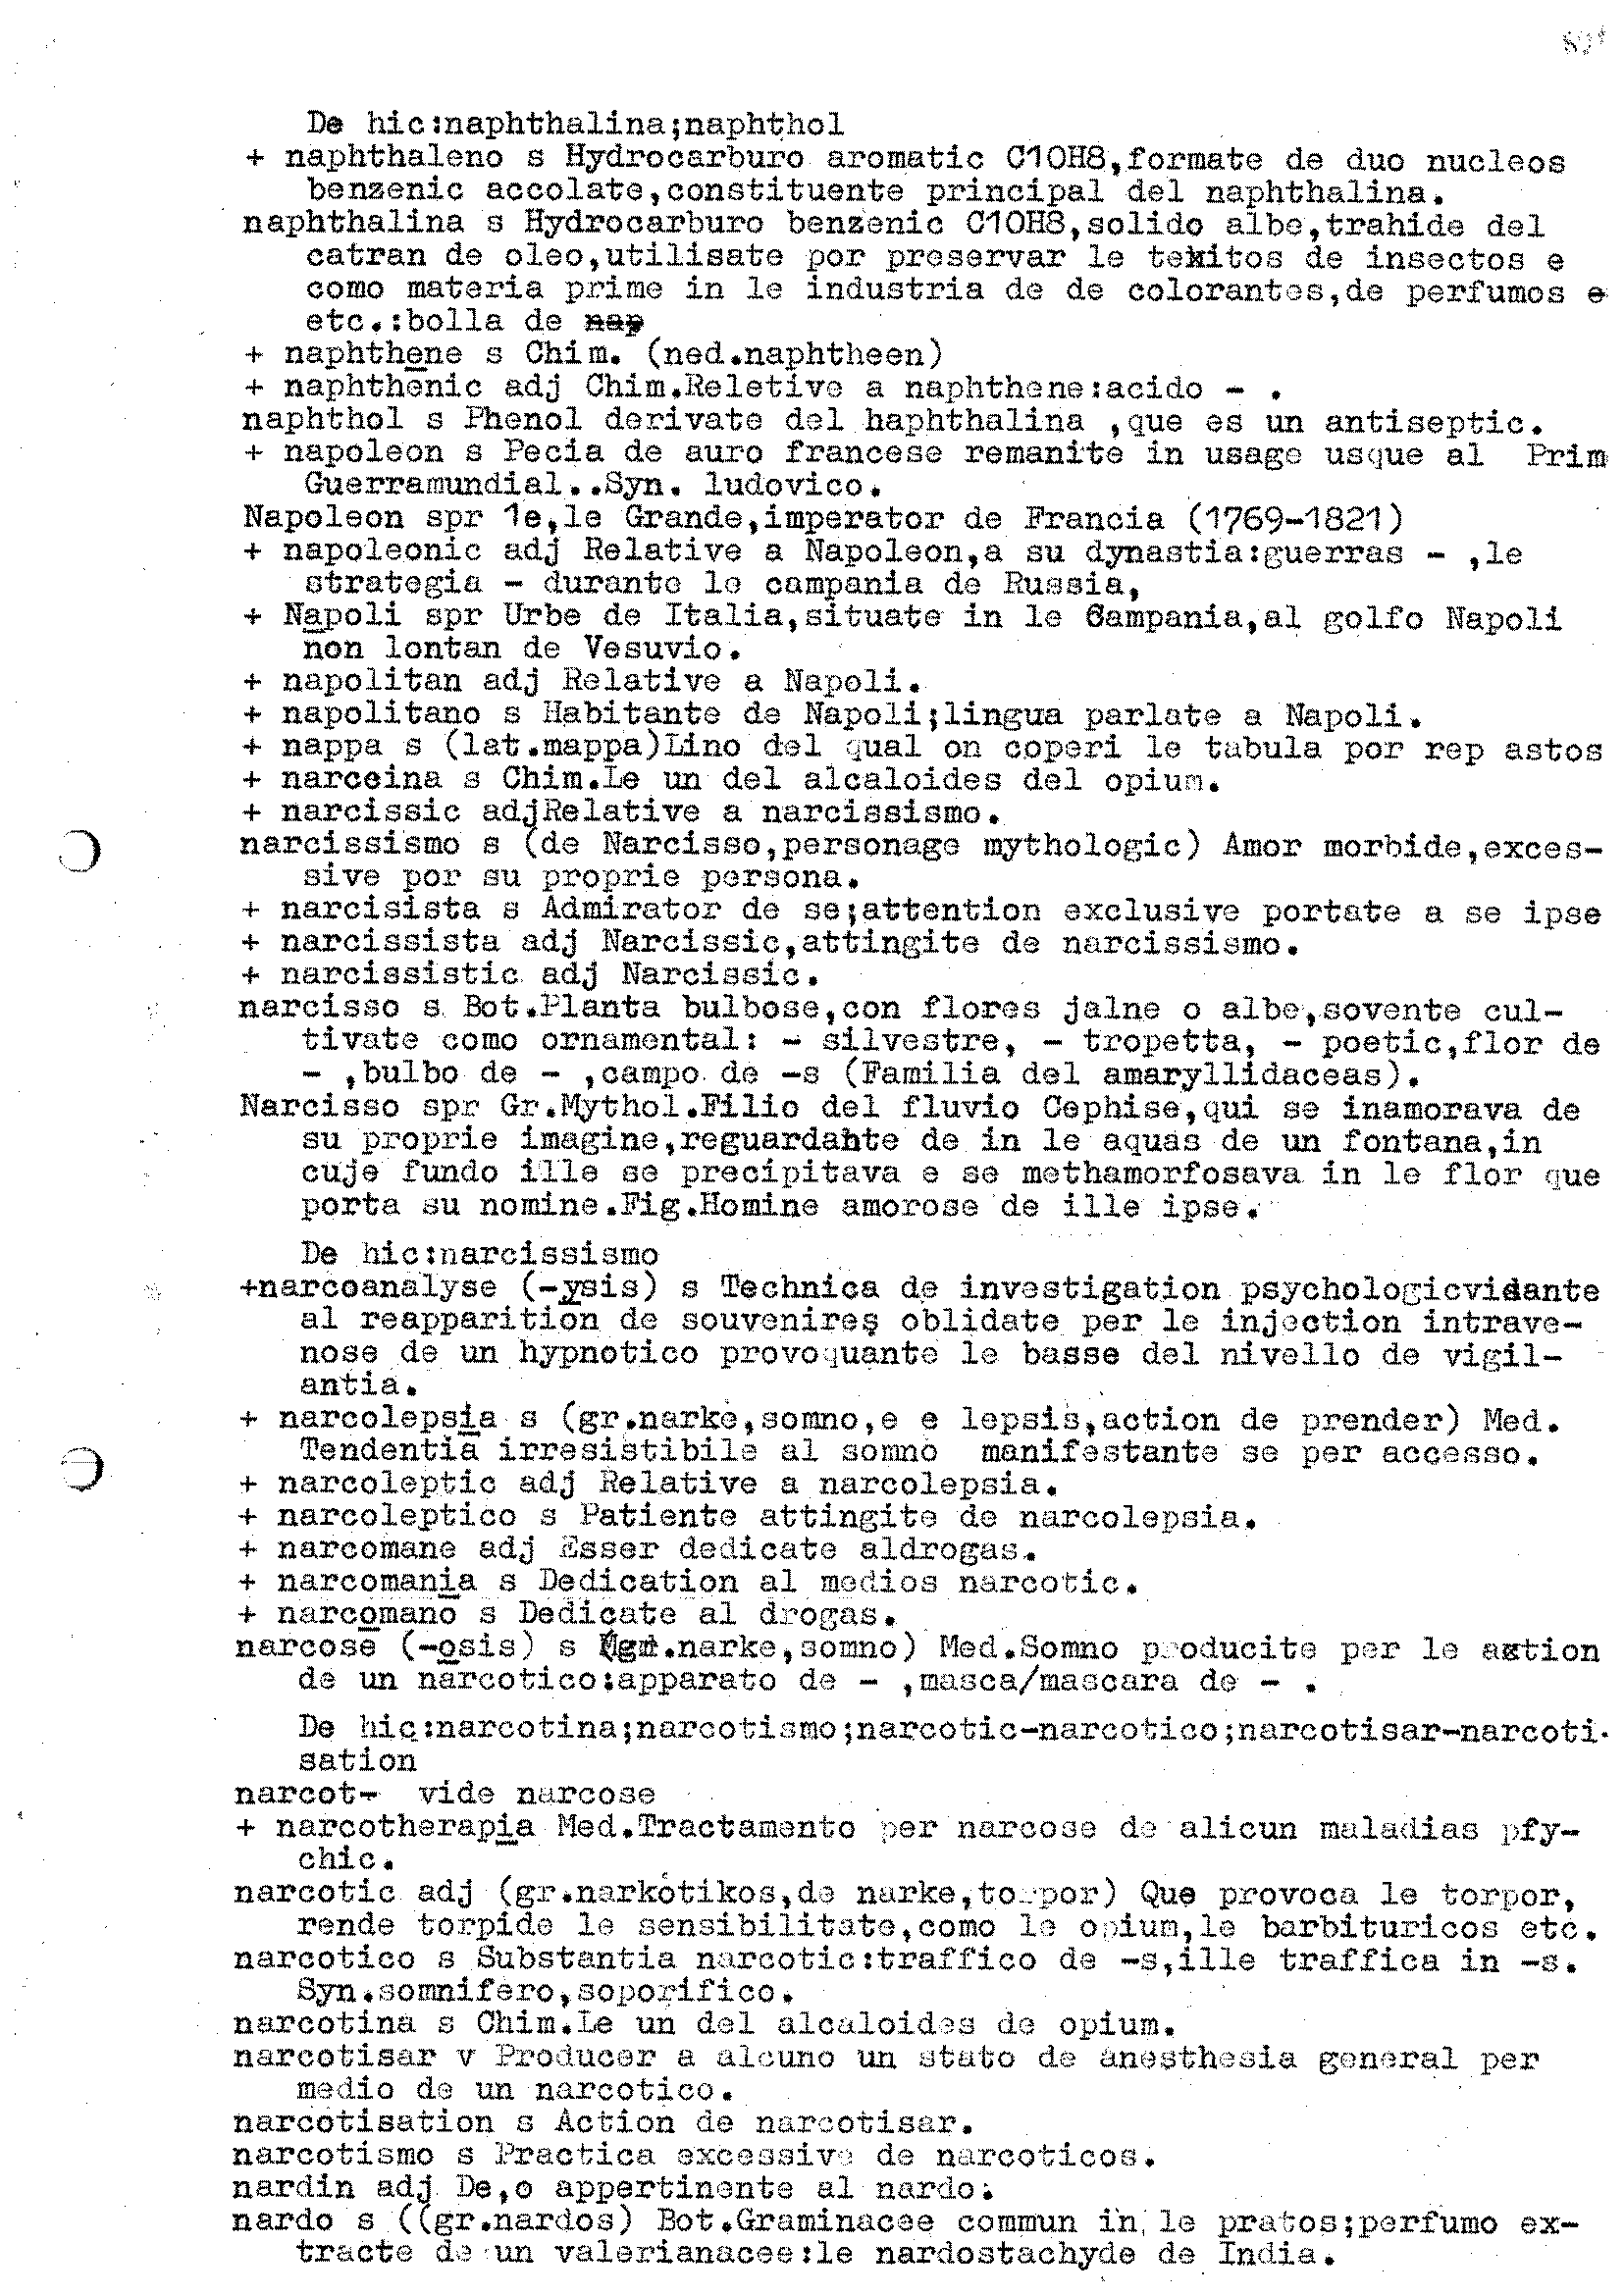 De hic:naphthalina;naphthol
+ naphthaleno s Hydrocarburo aromatic C10H8,formate de duo nucleos
benzenic accolate,constituente principal del naphthalina.
naphthalina s Hydrocarburo benzenic C10H8,solido albe,trahide del
catran de oleo,utilisate por preservar le texitos de insectos e
como materia prime in le industria de de colorantes,de perfumos e
etc.:bolla de nap
+ naphthene s Chim. (ned.naphtheen)
+ naphthenic adj Chim.Reletive a naphthene:acido - .
naphthol s Phenol derivate del haphthalina ,que es un antiseptic.
+ napoleon s Pecia de auro francese remanite in usage usque al Prim
Guerramundial..Syn. ludovico.
Napoleon spr 1e,le Grande,imperator de Francia (1769-1821)
+ napoleonic adj Relative a Napoleon,a su dynastia:guerras - ,le
strategia - durante le campania de Russia,
+ Napoli spr Urbe de Italia,situate in le Campania,al golfo Napoli
non lontan de Vesuvio.
+ napolitan adj Relative a Napoli.
+ napolitano s Habitante de Napoli;lingua parlate a Napoli.
+ nappa s (lat.mappa)Lino del qual on coperi le tabula por rep astos
+ narceina s Chim.Le un del alcaloides del opium.
+ narcissic adjRelative a narcissismo.
narcissismo s (de Narcisso,personage mythologic) Amor morbide,exces-
sive por su proprie persona.
+ narcisista s Admirator de se;attention exclusive portate a se ipse
+ narcissista adj Narcissic,attingite de narcissismo.
+ narcissistic adj Narcissic.
narcisso s Bot.Planta bulbose,con flores jalne o albe,sovente cul-
tivate como ornamental: - silvestre, - tropetta, - poetic,flor de
- ,bulbo de - ,campo de -s (Familia del amaryllidaceas).
Narcisso spr Gr.Mythol.Filio del fluvio Cephise,qui se inamorava de
su proprie imagine,reguardante de in le aquas de un fontana,in
cuje fundo ille se precipitava e se methamorfosava in le flor que
porta su nomine.Fig.Homine amorose de ille ipse.
De hic:narcissismo
+narcoanalyse (-ysis) s Technica de investigation psychologicvisante
al reapparition de souvenires oblidate per le injection intrave-
nose de un hypnotico provoquante le basse del nivello de vigil-
antia.
+ narcolepsia s (gr.narke,somno,e e lepsis,action de prender) Med.
Tendentia irresistibile al somno manifestante se per accesso.
+ narcoleptic adj Relative a narcolepsia.
+ narcoleptico s Patiente attingite de narcolepsia.
+ narcomane adj Esser dedicate aldrogas.
+ narcomania s Dedication al medios narcotic.
+ narcomano s Dedicate al drogas.
narcose (-osis) s (gr.narke,somno) Med.Somno producite per le action
de un narcotico:apparato de - ,masca/mascara de - .
De hic:narcotina;narcotismo;narcotic-narcotico;narcotisar-narcoti-
sation
narcot- vide narcose
+ narcotherapia Med.Tractamento per narcose de alicun maladias pfy-
chic.
narcotic adj (gr.narkotikos,de narke,torpor) Que provoca le torpor,
rende torpide le sensibilitate,como le opium,le barbituricos etc.
narcotico s Substantia narcotic:traffico de -s,ille traffica in -s.
Syn.somnifero,soporifico.
narcotina s Chim.Le un del alcaloides de opium.
narcotisar v Producer a alcuno un stato de anesthesia general per
medio de un narcotico.
narcotisation s Action de narcotisar.
narcotismo s Practica excessive de narcoticos.
nardin adj De,o appertinente al nardo.
nardo s ((gr.nardos) Bot.Graminacee commun in le pratos;perfumo ex-
tracte de un valerianacee:le nardostachyde de India.